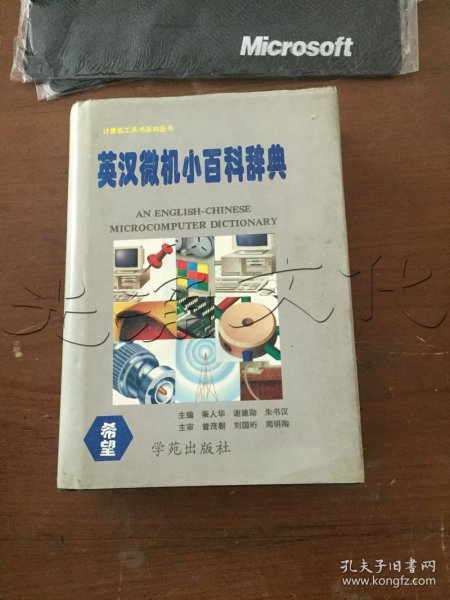 Microsoft
计算机工具书系列丛书
英汉微机小百科辞典
AN ENGLISH-CHINESE
MICROCOMPUTER DICTIONARY
主编 秦人华 谢建勋 朱书汉
主审 曾茂朝 刘国珩 周明陶
希望
学苑出版社
孔夫子旧书网
www.kongfz.com